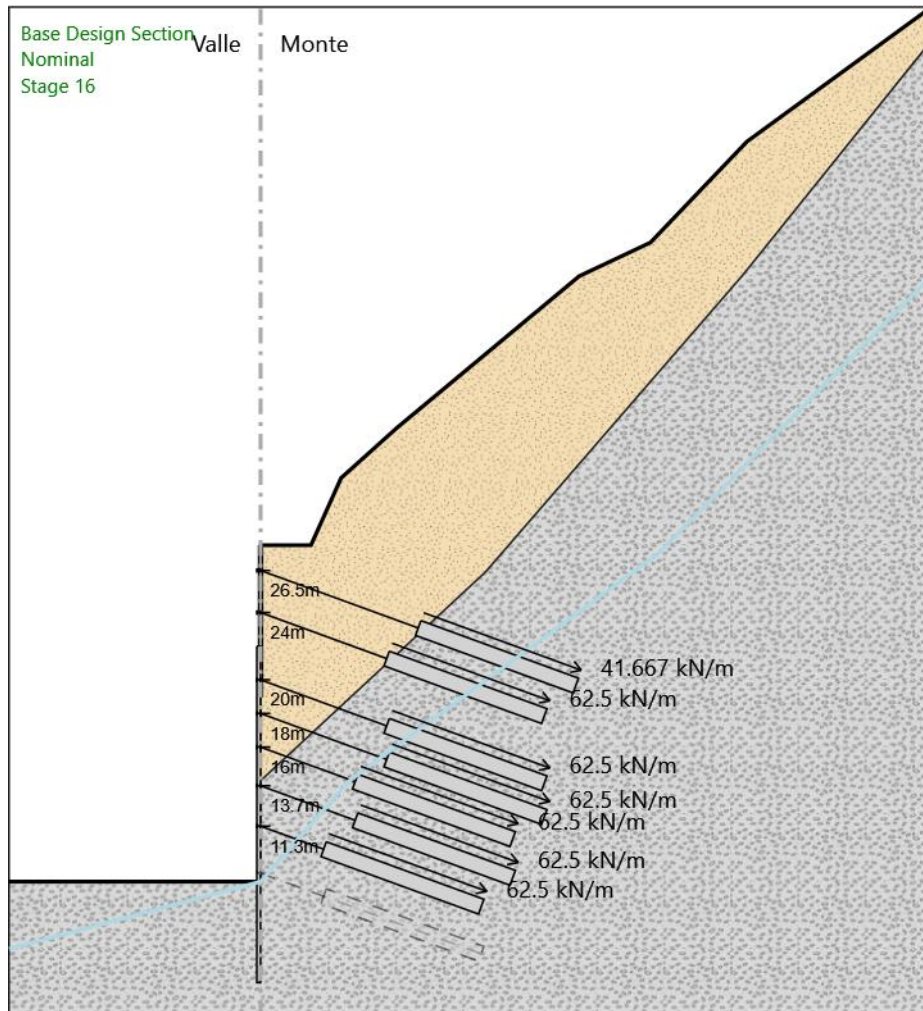 Base Design Section
Nominal
Stage 16
Valle
Monte
26.5m
24m
41.667 kN/m
62.5 kN/m
20m
18m
62.5 kN/m
16m
62.5 kN/m
13.7m
62.5 kN/m
11.3m
62.5 kN/m
62.5 kN/m